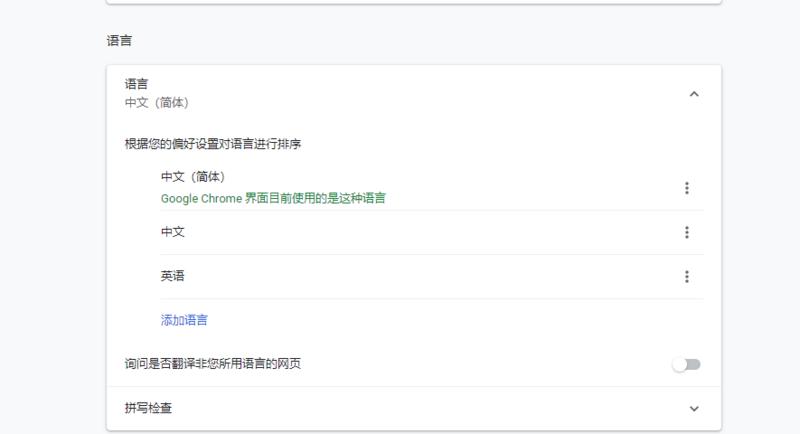 语言
语言
中文（简体）
根据您的偏好设置对语言进行排序
中文（简体）
Google Chrome 界面目前使用的是这种语言
中文
英语
添加语言
询问是否翻译非您所用语言的网页
拼写检查